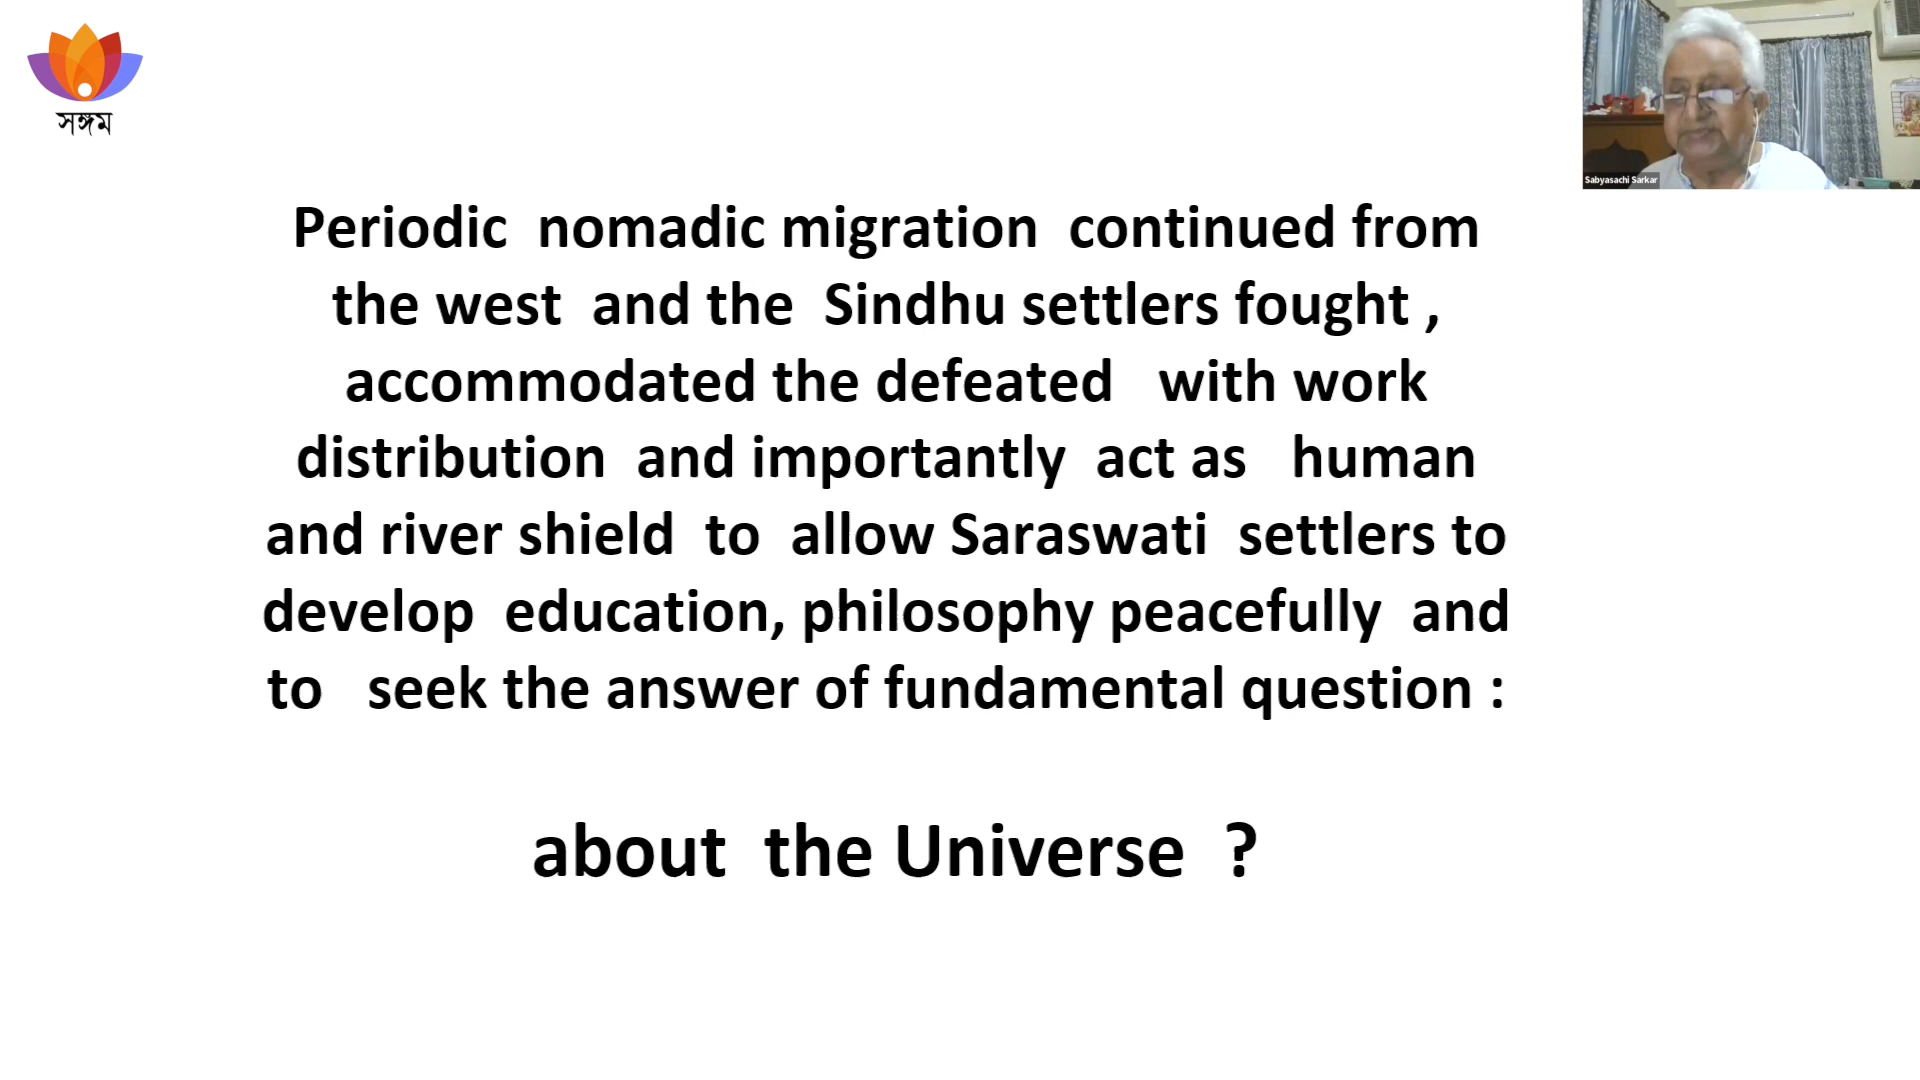 সঙ্গম
Sabyasachi Sarkar
Periodic nomadic migration continued from
the west and the Sindhu settlers fought ,
accommodated the defeated with work
distribution and importantly act as human
and river shield to allow Saraswati settlers to
develop education, philosophy peacefully and
to seek the answer of fundamental question :
about the Universe ?